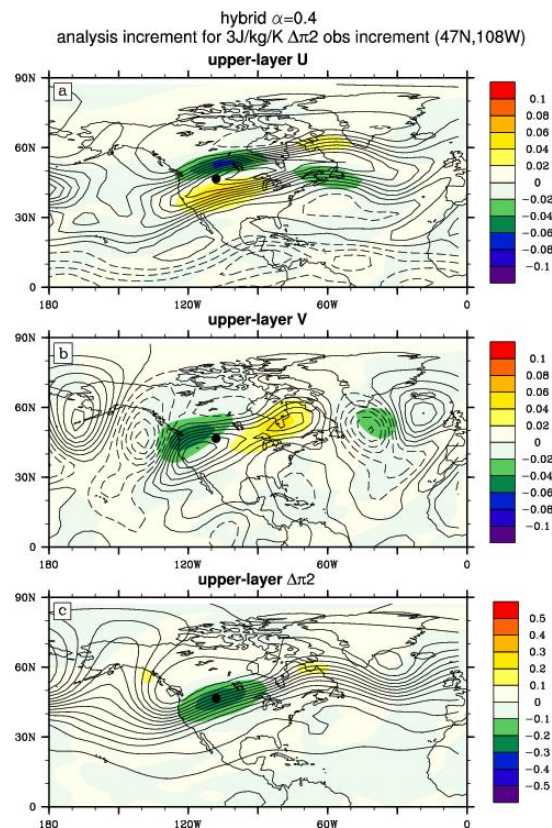 hybrid α=0.4
analysis increment for 3J/kg/K Δπ2 obs increment (47N,108W)
upper-layer U
a
90N
60N
30N
0
180
120W
60W
0
0.1
0.08
0.06
0.04
0.02
0
-0.02
-0.04
-0.06
-0.08
-0.1
upper-layer V
b
90N
60N
30N
0
180
120W
60W
0
0.1
0.08
0.06
0.04
0.02
0
-0.02
-0.04
-0.06
-0.08
-0.1
upper-layer Δπ2
c
90N
60N
30N
0
180
120W
60W
0
0.5
0.4
0.3
0.2
0.1
0
-0.1
-0.2
-0.3
-0.4
-0.5